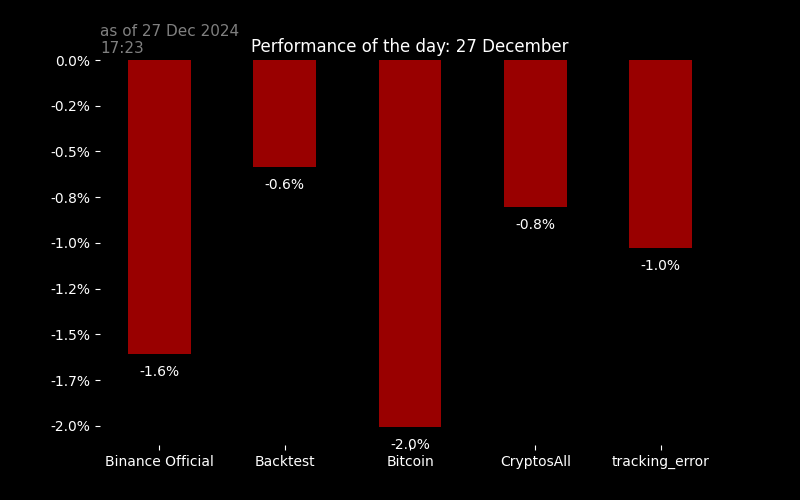 as of 27 Dec 2024
17:23
Performance of the day: 27 December
0.0%
-0.2%
-0.5%
-0.8%
-1.0%
-1.2%
-1.5%
-1.7%
-2.0%
-1.6%
-0.6%
-2.0%
-0.8%
-1.0%
Binance Official
Backtest
Bitcoin
CryptosAll
tracking_error